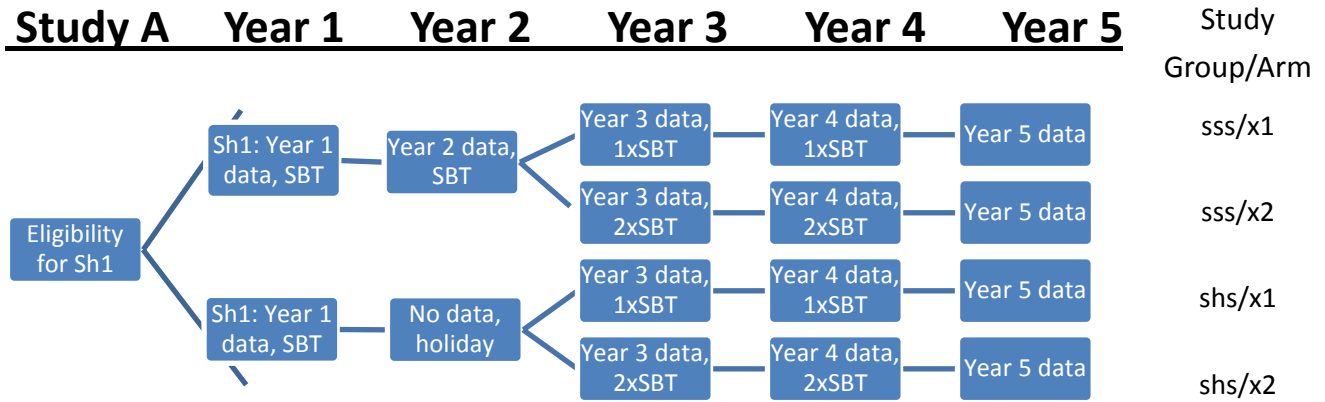 Study A Year 1 Year 2 Year 3 Year 4 Year 5
Study
Group/Arm
Eligibility
for Sh1
Sh1: Year 1
data, SBT
Year 2 data,
SBT
Year 3 data,
1xSBT
Year 4 data,
1xSBT
Year 5 data
sss/x1
Year 3 data,
2xSBT
Year 4 data,
2xSBT
Year 5 data
sss/x2
Sh1: Year 1
data, SBT
No data,
holiday
Year 3 data,
1xSBT
Year 4 data,
1xSBT
Year 5 data
shs/x1
Year 3 data,
2xSBT
Year 4 data,
2xSBT
Year 5 data
shs/x2